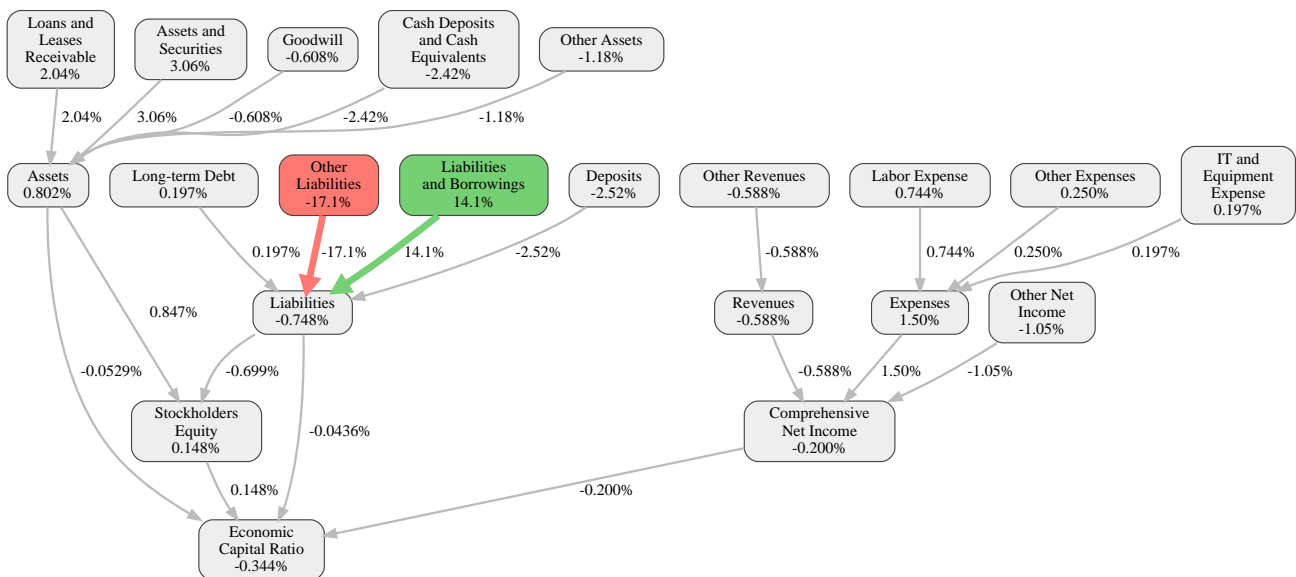 Loans and
Leases
Receivable
2.04%
Assets and
Securities
3.06%
Goodwill
-0.608%
Cash Deposits
and Cash
Equivalents
-2.42%
Other Assets
-1.18%
2.04%
3.06%
-0.608%
-2.42%
-1.18%
Assets
0.802%
Long-term Debt
0.197%
Other
Liabilities
-17.1%
Liabilities
and Borrowings
14.1%
Deposits
-2.52%
Other Revenues
-0.588%
Labor Expense
0.744%
Other Expenses
0.250%
IT and
Equipment
Expense
0.197%
0.197%
-17.1%
14.1%
-2.52%
-0.588%
0.744%
0.250%
0.197%
0.847%
Liabilities
-0.748%
Revenues
-0.588%
Expenses
1.50%
Other Net
Income
-1.05%
-0.0529%
-0.699%
-0.588%
1.50%
-1.05%
Stockholders
Equity
0.148%
-0.0436%
Comprehensive
Net Income
-0.200%
0.148%
-0.200%
Economic
Capital Ratio
-0.344%